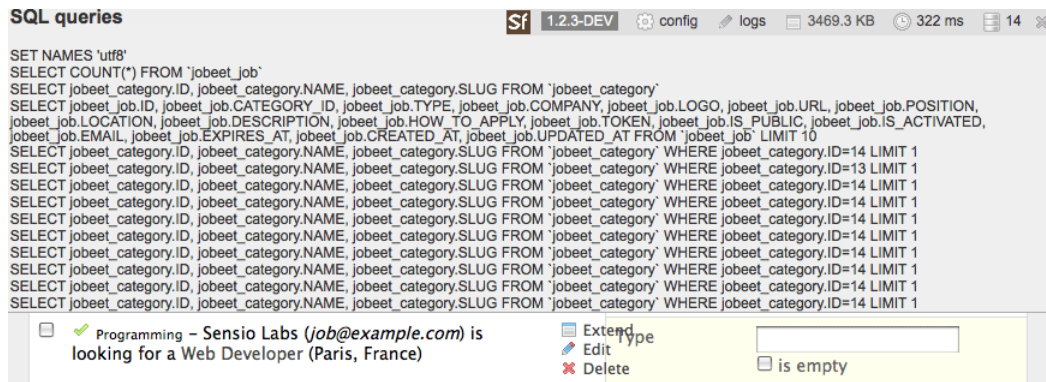 SQL queries
Sf 1.2.3-DEV config logs 3469.3 KB 322 ms 14
SET NAMES 'utf8'
SELECT COUNT(*) FROM `jobeet_job`
SELECT jobeet_category.ID, jobeet_category.NAME, jobeet_category.SLUG FROM `jobeet_category`
SELECT jobeet_job.ID, jobeet_job.CATEGORY_ID, jobeet_job.TYPE, jobeet_job.COMPANY, jobeet_job.LOGO, jobeet_job.URL, jobeet_job.POSITION,
jobeet_job.LOCATION, jobeet_job.DESCRIPTION, jobeet_job.HOW_TO_APPLY, jobeet_job.TOKEN, jobeet_job.IS_PUBLIC, jobeet_job.IS_ACTIVATED,
jobeet_job.EMAIL, jobeet_job.EXPIRES_AT, jobeet_job.CREATED_AT, jobeet_job.UPDATED_AT FROM `jobeet_job` LIMIT 10
SELECT jobeet_category.ID, jobeet_category.NAME, jobeet_category.SLUG FROM `jobeet_category` WHERE jobeet_category.ID=14 LIMIT 1
SELECT jobeet_category.ID, jobeet_category.NAME, jobeet_category.SLUG FROM `jobeet_category` WHERE jobeet_category.ID=13 LIMIT 1
SELECT jobeet_category.ID, jobeet_category.NAME, jobeet_category.SLUG FROM `jobeet_category` WHERE jobeet_category.ID=14 LIMIT 1
SELECT jobeet_category.ID, jobeet_category.NAME, jobeet_category.SLUG FROM `jobeet_category` WHERE jobeet_category.ID=14 LIMIT 1
SELECT jobeet_category.ID, jobeet_category.NAME, jobeet_category.SLUG FROM `jobeet_category` WHERE jobeet_category.ID=14 LIMIT 1
SELECT jobeet_category.ID, jobeet_category.NAME, jobeet_category.SLUG FROM `jobeet_category` WHERE jobeet_category.ID=14 LIMIT 1
SELECT jobeet_category.ID, jobeet_category.NAME, jobeet_category.SLUG FROM `jobeet_category` WHERE jobeet_category.ID=14 LIMIT 1
SELECT jobeet_category.ID, jobeet_category.NAME, jobeet_category.SLUG FROM `jobeet_category` WHERE jobeet_category.ID=14 LIMIT 1
SELECT jobeet_category.ID, jobeet_category.NAME, jobeet_category.SLUG FROM `jobeet_category` WHERE jobeet_category.ID=14 LIMIT 1
SELECT jobeet_category.ID, jobeet_category.NAME, jobeet_category.SLUG FROM `jobeet_category` WHERE jobeet_category.ID=14 LIMIT 1
Programming – Sensio Labs (job@example.com) is
looking for a Web Developer (Paris, France)
Extend
Edit
Delete
Type
is empty